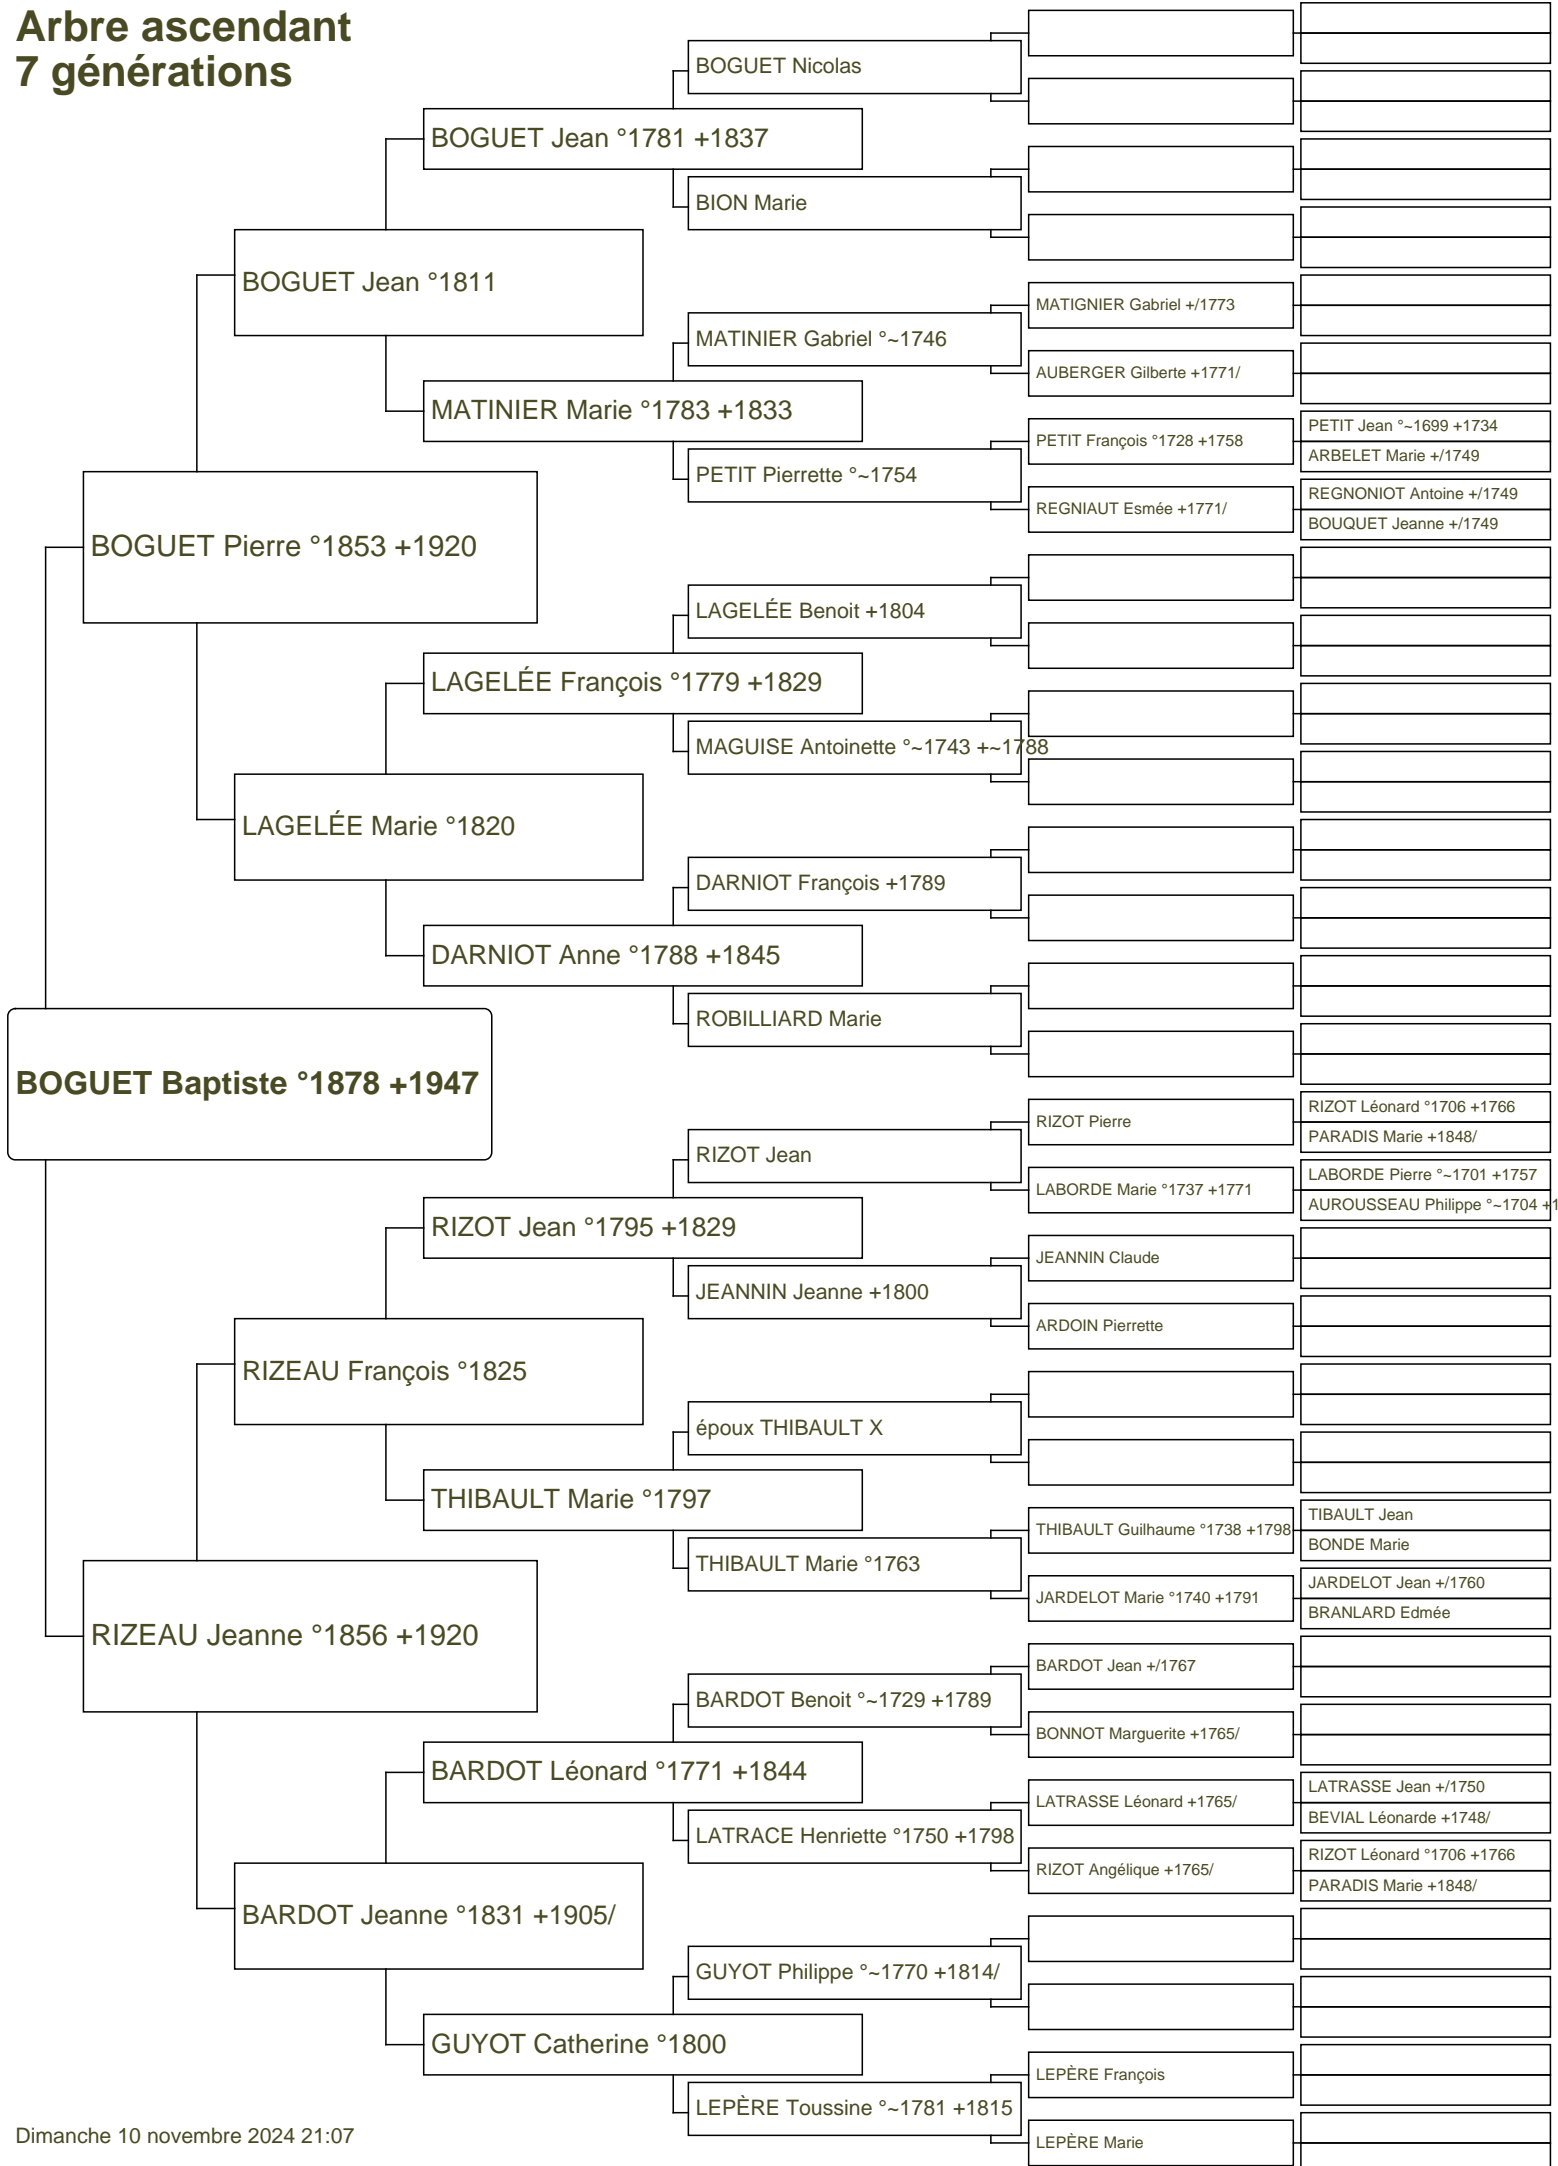 Arbre ascendant
7 générations
BOGUET Nicolas
BOGUET Jean °1781 +1837
BION Marie
BOGUET Jean °1811
MATIGNIER Gabriel +/1773
MATINIER Gabriel °~1746
AUBERGER Gilberte +1771/
MATINIER Marie °1783 +1833
PETIT Jean °~1699 +1734
PETIT François °1728 +1758
ARBELET Marie +/1749
PETIT Pierrette °~1754
REGNONIOT Antoine +/1749
REGNIAUT Esmée +1771/
BOUQUET Jeanne +/1749
BOGUET Pierre °1853 +1920
LAGELÉE Benoit +1804
LAGELÉE François °1779 +1829
MAGUISE Antoinette °~1743 +~1788
LAGELÉE Marie °1820
DARNIOT François +1789
DARNIOT Anne °1788 +1845
ROBILLIARD Marie
BOGUET Baptiste °1878 +1947
RIZOT Léonard °1706 +1766
RIZOT Pierre
PARADIS Marie +1848/
RIZOT Jean
LABORDE Pierre °~1701 +1757
LABORDE Marie °1737 +1771
AUROUSSEAU Philippe °~1704 +1
RIZOT Jean °1795 +1829
JEANNIN Claude
JEANNIN Jeanne +1800
ARDOIN Pierrette
RIZEAU François °1825
époux THIBAULT X
THIBAULT Marie °1797
TIBAULT Jean
THIBAULT Guilhaume °1738 +1798
BONDE Marie
THIBAULT Marie °1763
JARDELOT Jean +/1760
JARDELOT Marie °1740 +1791
BRANLARD Edmée
RIZEAU Jeanne °1856 +1920
BARDOT Jean +/1767
BARDOT Benoit °~1729 +1789
BONNOT Marguerite +1765/
BARDOT Léonard °1771 +1844
LATRASSE Jean +/1750
LATRASSE Léonard +1765/
BEVIAL Léonarde +1748/
LATRACE Henriette °1750 +1798
RIZOT Léonard °1706 +1766
RIZOT Angélique +1765/
PARADIS Marie +1848/
BARDOT Jeanne °1831 +1905/
GUYOT Philippe °~1770 +1814/
GUYOT Catherine °1800
LEPÈRE François
LEPÈRE Toussine °~1781 +1815
LEPÈRE Marie
Dimanche 10 novembre 2024 21:07